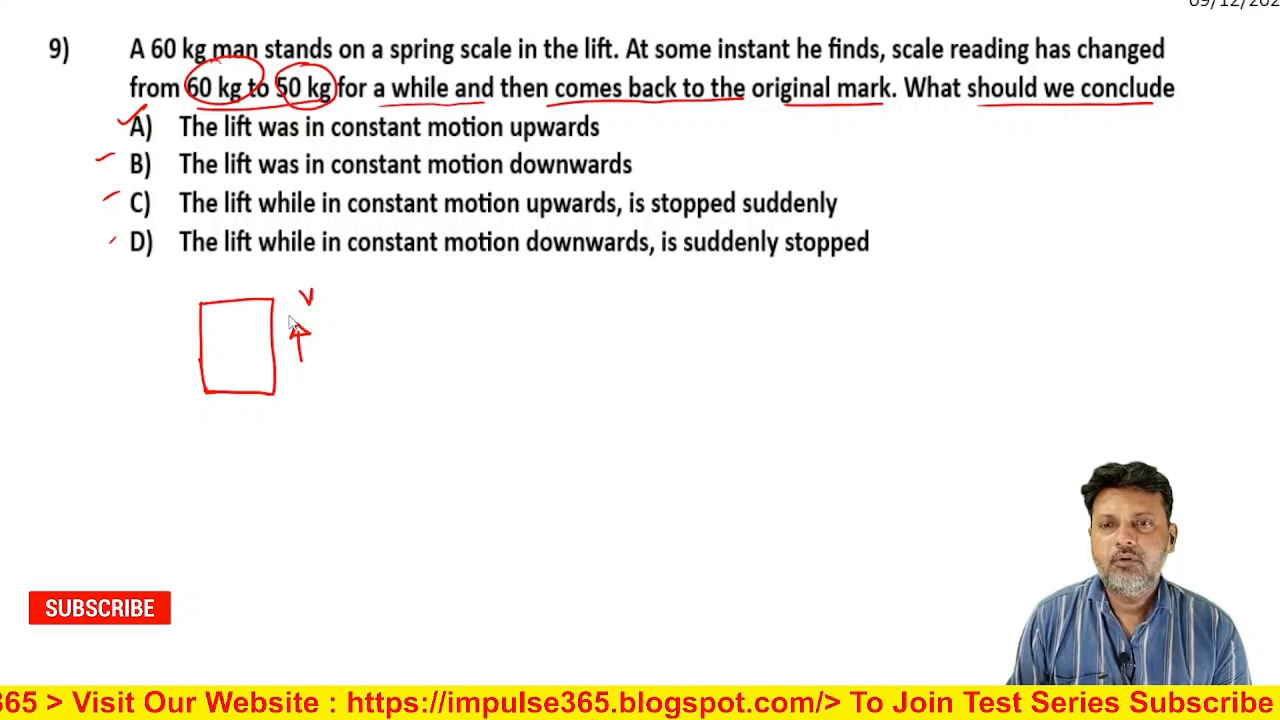 09/12/202
9) A 60 kg man stands on a spring scale in the lift. At some instant he finds, scale reading has changed
from 60 kg to 50 kg for a while and then comes back to the original mark. What should we conclude
A) The lift was in constant motion upwards
B) The lift was in constant motion downwards
C) The lift while in constant motion upwards, is stopped suddenly
D) The lift while in constant motion downwards, is suddenly stopped
v
SUBSCRIBE
365 > Visit Our Website : https://impulse365.blogspot.com/> To Join Test Series Subscribe